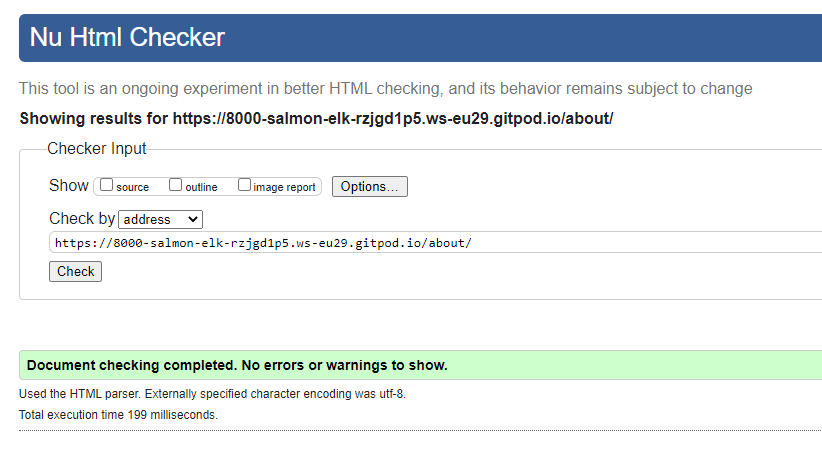 Nu Html Checker
This tool is an ongoing experiment in better HTML checking, and its behavior remains subject to change
Showing results for https://8000-salmon-elk-rzjgd1p5.ws-eu29.gitpod.io/about/
Checker Input
Show source outline image report Options...
Check by address
https://8000-salmon-elk-rzjgd1p5.ws-eu29.gitpod.io/about/
Check
Document checking completed. No errors or warnings to show.
Used the HTML parser. Externally specified character encoding was utf-8.
Total execution time 199 milliseconds.